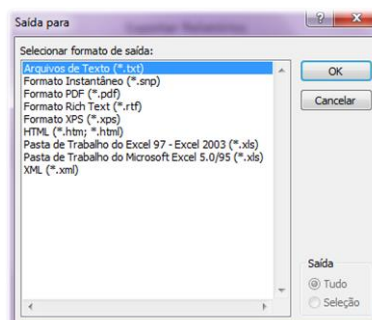 Saída para
Selecionar formato de saída:
Arquivos de Texto (*.txt)
Formato Instantâneo (*.snp)
Formato PDF (*.pdf)
Formato Rich Text (*.rtf)
Formato XPS (*.xps)
HTML (*.htm; *.html)
Pasta de Trabalho do Excel 97 - Excel 2003 (*.xls)
Pasta de Trabalho do Microsoft Excel 5.0/95 (*.xls)
XML (*.xml)
OK
Cancelar
Saída
Tudo
Seleção